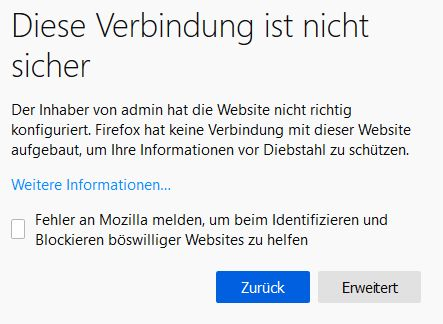 Diese Verbindung ist nicht
sicher
Der Inhaber von admin hat die Website nicht richtig
konfiguriert. Firefox hat keine Verbindung mit dieser Website
aufgebaut, um Ihre Informationen vor Diebstahl zu schützen.
Weitere Informationen...
Fehler an Mozilla melden, um beim Identifizieren und
Blockieren böswilliger Websites zu helfen
Zurück
Erweitert